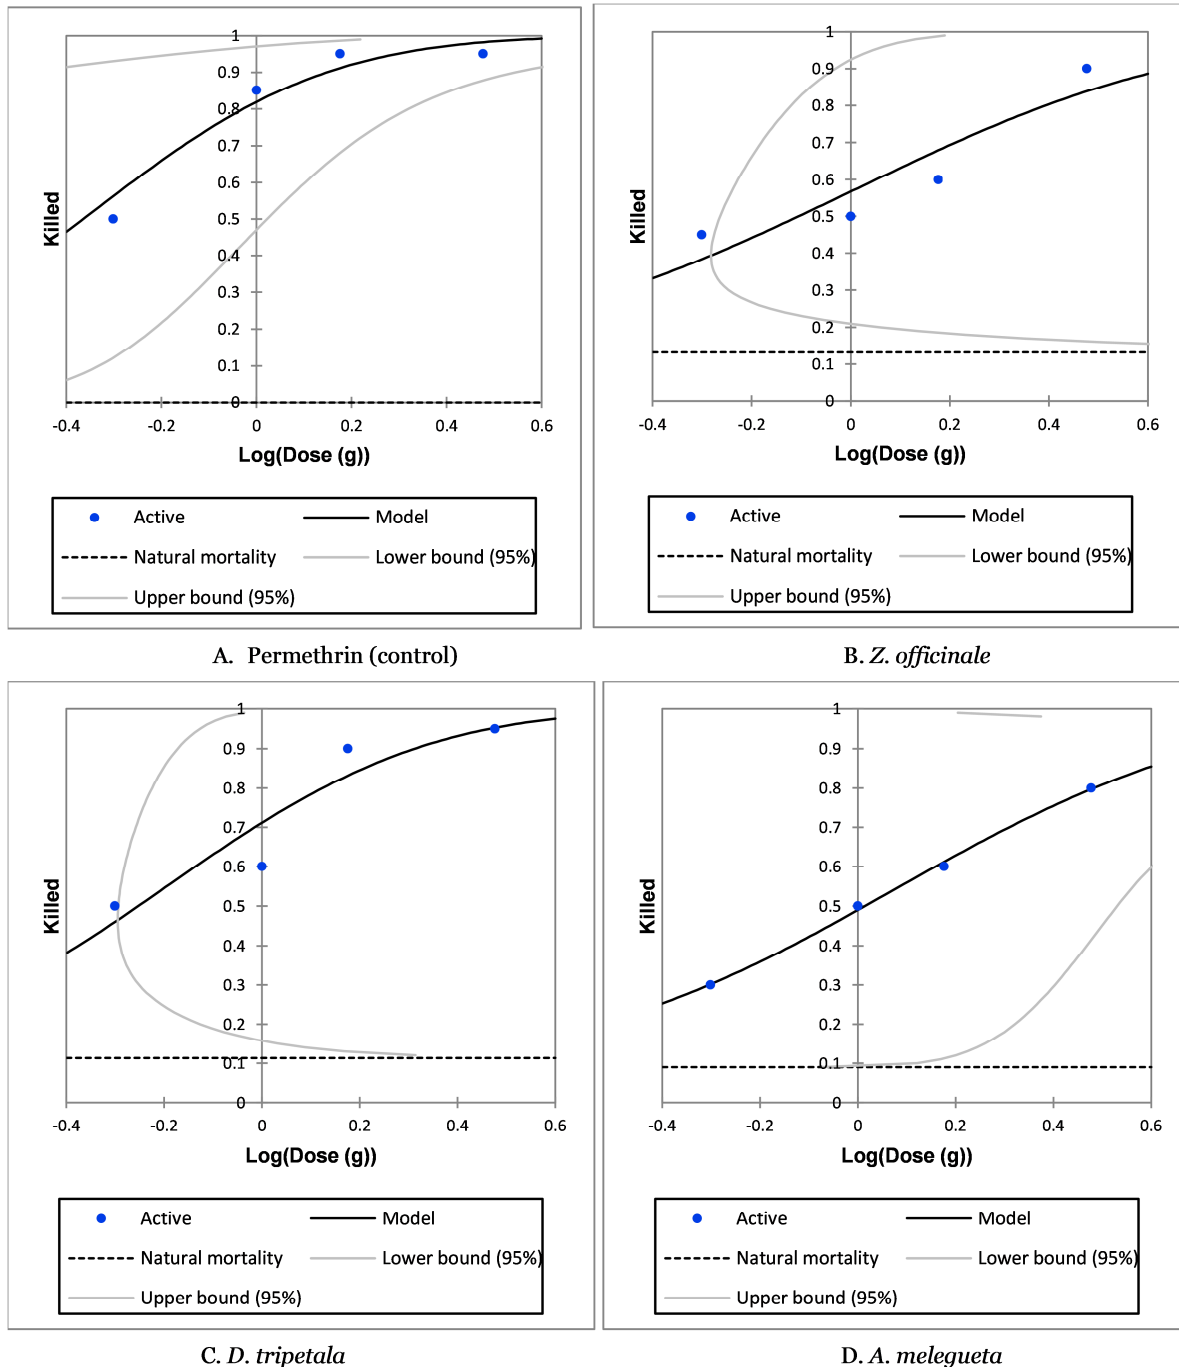 1
0.9
0.8
0.7
0.6
0.5
0.4
0.3
0.2
0.1
0
Killed
-0.4 -0.2 0 0.2 0.4 0.6
Log(Dose (g))
Active Model
Natural mortality Lower bound (95%)
Upper bound (95%)
A. Permethrin (control)
1
0.9
0.8
0.7
0.6
0.5
0.4
0.3
0.2
0.1
0
Killed
-0.4 -0.2 0 0.2 0.4 0.6
Log(Dose (g))
Active Model
Natural mortality Lower bound (95%)
Upper bound (95%)
B. Z. officinale
1
0.9
0.8
0.7
0.6
0.5
0.4
0.3
0.2
0.1
0
Killed
-0.4 -0.2 0 0.2 0.4 0.6
Log(Dose (g))
Active Model
Natural mortality Lower bound (95%)
Upper bound (95%)
C. D. tripetala
1
0.9
0.8
0.7
0.6
0.5
0.4
0.3
0.2
0.1
0
Killed
-0.4 -0.2 0 0.2 0.4 0.6
Log(Dose (g))
Active Model
Natural mortality Lower bound (95%)
Upper bound (95%)
D. A. melegueta